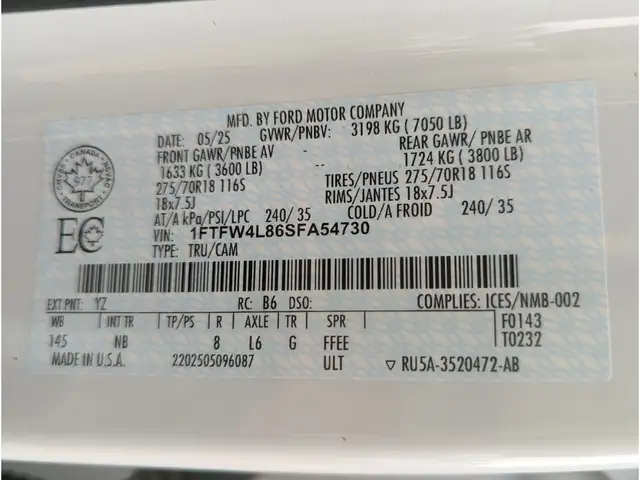 MFD. BY FORD MOTOR COMPANY
DATE: 05/25 GVWR/PNBV: 3198 KG ( 7050 LB)
FRONT GAWR/PNBE AV REAR GAWR/ PNBE AR
1633 KG ( 3600 LB) 1724 KG ( 3800 LB)
275/70R18 116S TIRES/PNEUS 275/70R18 116S
18x7.5J RIMS/JANTES 18x7.5J
AT/A kPa/PSI/LPC 240/ 35 COLD/A FROID 240/ 35
VIN: 1FTFW4L86SFA54730
TYPE: TRU/CAM
CANADA
577
TRANSPORT
EC
EXT PNT: YZ RC: B6 DSO: COMPLIES: ICES/NMB-002
WB INT TR TP/PS R AXLE TR SPR F0143
145 NB 8 L6 G FFEE T0232
MADE IN U.S.A. 2202505096087 ULT ▽ RU5A-3520472-AB